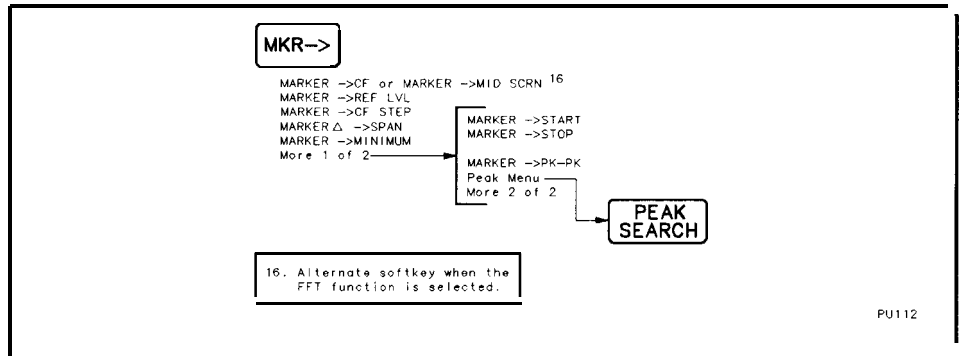 MKR->
MARKER ->CF or MARKER ->MID SCRN 16
MARKER ->REF LVL
MARKER ->CF STEP
MARKER△ ->SPAN
MARKER ->MINIMUM
More 1 of 2
MARKER ->START
MARKER ->STOP
MARKER ->PK-PK
Peak Menu
More 2 of 2
PEAK
SEARCH
16. Alternate softkey when the
FFT function is selected.
PU112